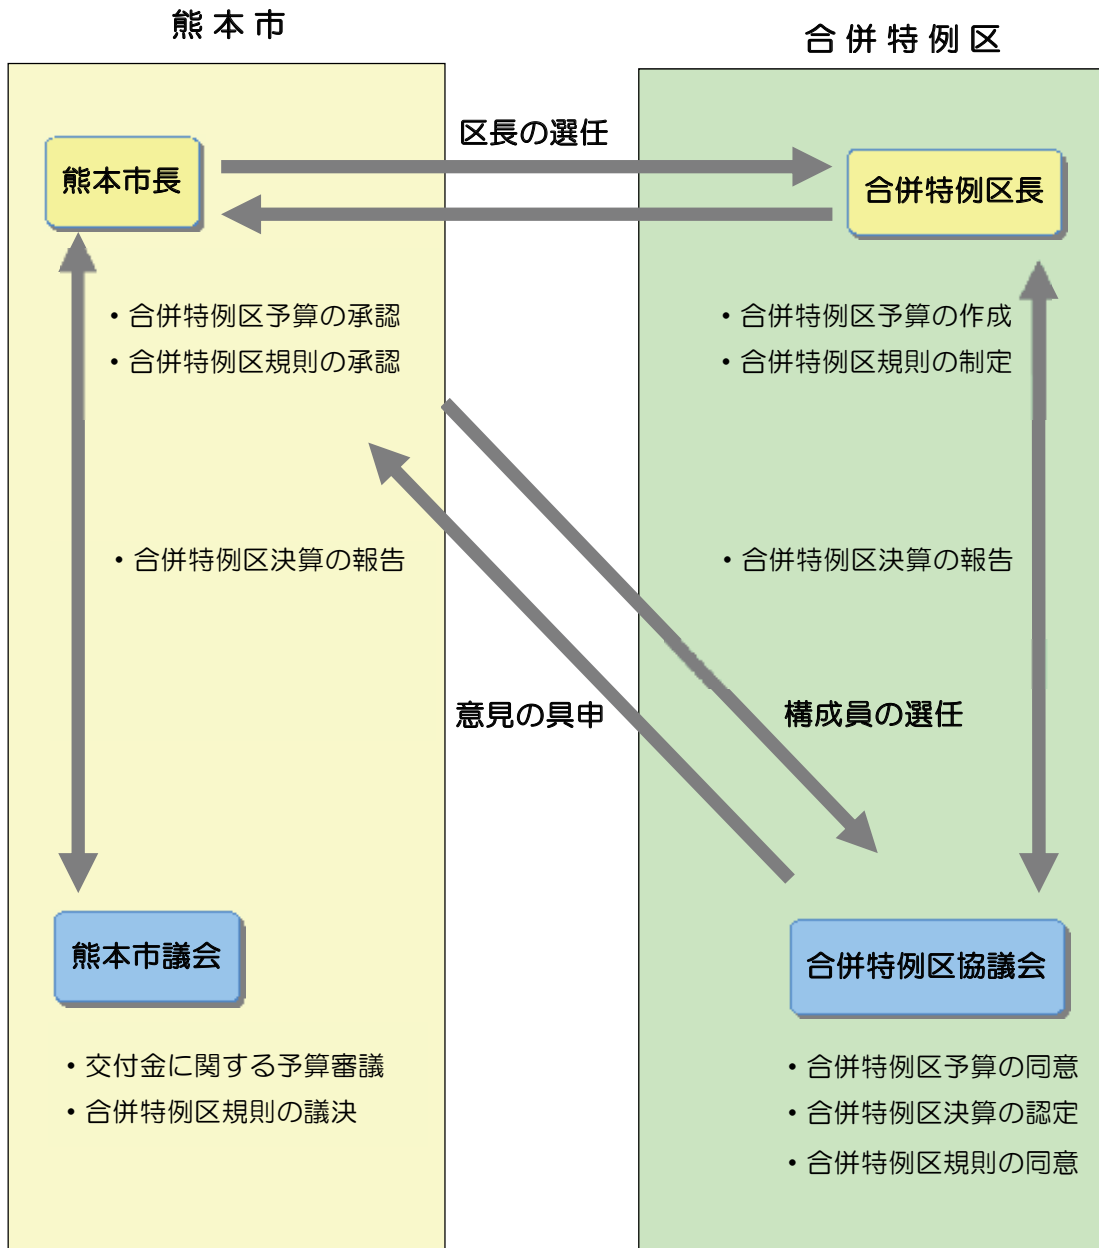 熊本市
合併特例区
区長の選任
熊本市長
合併特例区長
・合併特例区予算の承認
・合併特例区規則の承認
・合併特例区予算の作成
・合併特例区規則の制定
・合併特例区決算の報告
・合併特例区決算の報告
意見の具申
構成員の選任
熊本市議会
合併特例区協議会
・交付金に関する予算審議
・合併特例区規則の議決
・合併特例区予算の同意
・合併特例区決算の認定
・合併特例区規則の同意